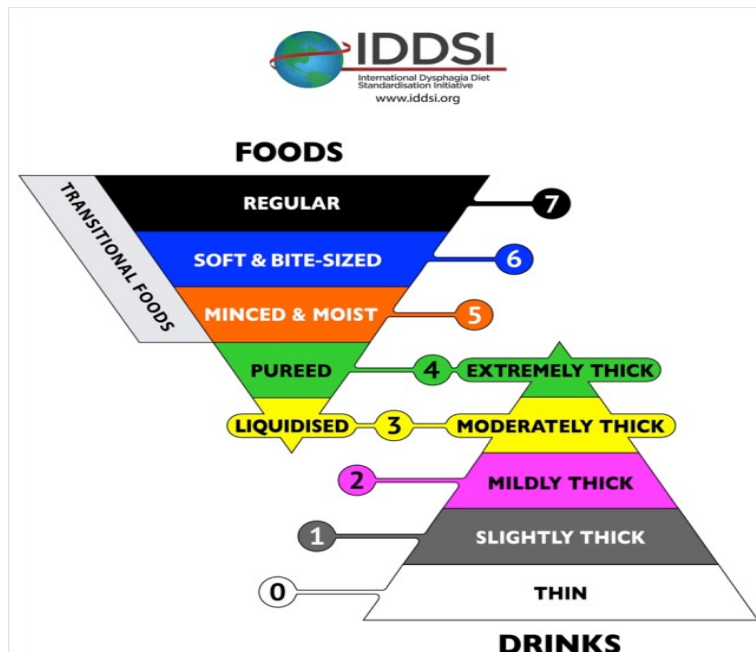 IDDSI
International Dysphagia Diet
Standardisation Initiative
www.iddsi.org
FOODS
TRANSITIONAL FOODS
REGULAR
7
SOFT & BITE-SIZED
6
MINCED & MOIST
5
PUREED
4
EXTREMELY THICK
LIQUIDISED
3
MODERATELY THICK
2
MILDLY THICK
1
SLIGHTLY THICK
0
THIN
DRINKS